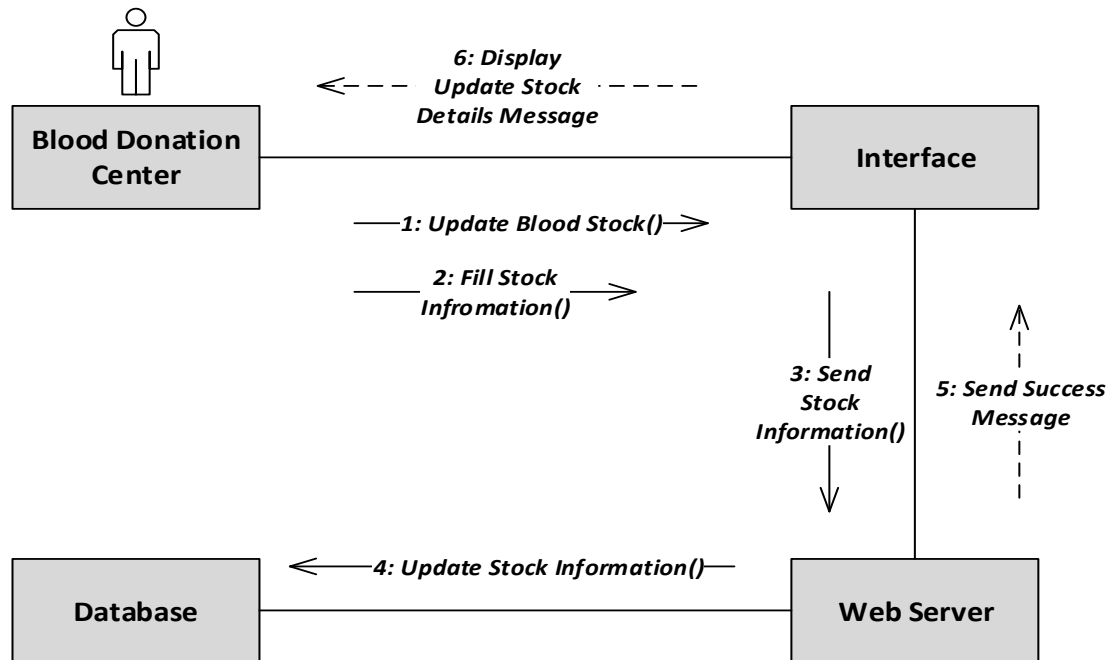 6: Display
Update Stock
Details Message
Blood Donation
Center
Interface
1: Update Blood Stock()
2: Fill Stock
Infromation()
3: Send
Stock
Information()
5: Send Success
Message
4: Update Stock Information()
Database
Web Server